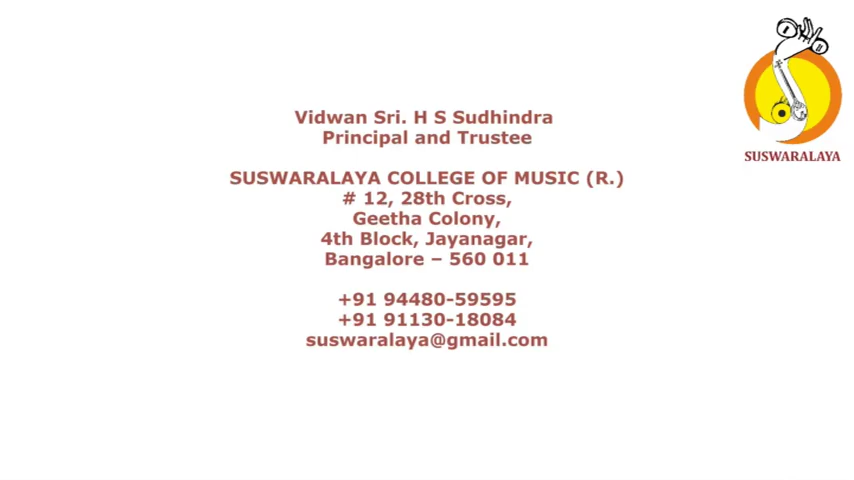 Vidwan Sri. H S Sudhindra
Principal and Trustee
SUSWARALAYA COLLEGE OF MUSIC (R.)
# 12, 28th Cross,
Geetha Colony,
4th Block, Jayanagar,
Bangalore – 560 011
+91 94480-59595
+91 91130-18084
suswaralaya@gmail.com
SUSWARALAYA